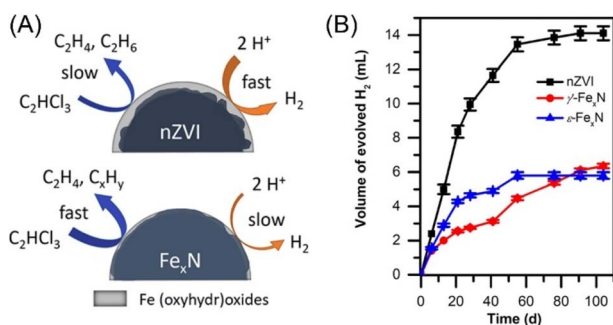 (A)
C₂H₄, C₂H₆
slow
C₂HCl₃
2 H⁺
fast
H₂
nZVI
C₂H₄, CₓHᵧ
fast
C₂HCl₃
2 H⁺
slow
H₂
FeₓN
Fe (oxyhydr)oxides
(B)
Volume of evolved H₂ (mL)
14
12
10
8
6
4
2
0
nZVI
γ'-FeₓN
ε-FeₓN
0 20 40 60 80 100
Time (d)